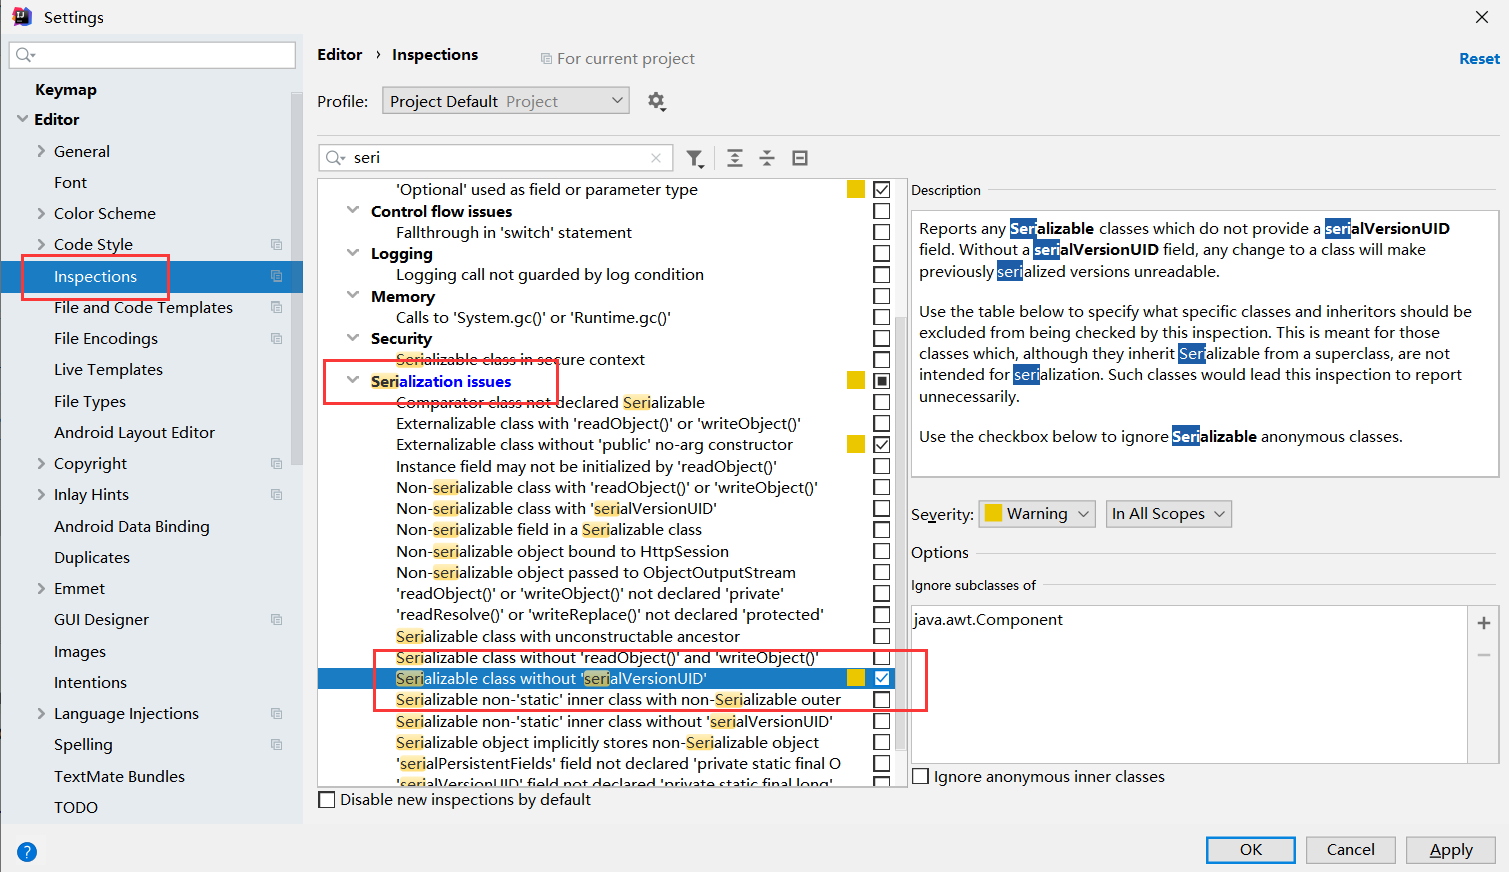 Settings
Editor › Inspections
For current project
Reset
Keymap
Editor
General
Font
Color Scheme
Code Style
Inspections
File and Code Templates
File Encodings
Live Templates
File Types
Android Layout Editor
Copyright
Inlay Hints
Android Data Binding
Duplicates
Emmet
GUI Designer
Images
Intentions
Language Injections
Spelling
TextMate Bundles
TODO
Profile: Project Default Project
seri
'Optional' used as field or parameter type
Control flow issues
Fallthrough in 'switch' statement
Logging
Logging call not guarded by log condition
Memory
Calls to 'System.gc()' or 'Runtime.gc()'
Security
Serializable class in secure context
Serialization issues
Comparator class not declared Serializable
Externalizable class with 'readObject()' or 'writeObject()'
Externalizable class without 'public' no-arg constructor
Instance field may not be initialized by 'readObject()'
Non-serializable class with 'readObject()' or 'writeObject()'
Non-serializable class with 'serialVersionUID'
Non-serializable field in a Serializable class
Non-serializable object bound to HttpSession
Non-serializable object passed to ObjectOutputStream
'readObject()' or 'writeObject()' not declared 'private'
'readResolve()' or 'writeReplace()' not declared 'protected'
Serializable class with unconstructable ancestor
Serializable class without 'readObject()' and 'writeObject()'
Serializable class without 'serialVersionUID'
Serializable non-'static' inner class with non-Serializable outer
Serializable non-'static' inner class without 'serialVersionUID'
Serializable object implicitly stores non-Serializable object
'serialPersistentFields' field not declared 'private static final O
'serialVersionUID' field not declared 'private static final long'
Disable new inspections by default
Description
Reports any Serializable classes which do not provide a serialVersionUID
field. Without a serialVersionUID field, any change to a class will make
previously serialized versions unreadable.
Use the table below to specify what specific classes and inheritors should be
excluded from being checked by this inspection. This is meant for those
classes which, although they inherit Serializable from a superclass, are not
intended for serialization. Such classes would lead this inspection to report
unnecessarily.
Use the checkbox below to ignore Serializable anonymous classes.
Severity: Warning In All Scopes
Options
Ignore subclasses of
java.awt.Component
Ignore anonymous inner classes
?
OK Cancel Apply